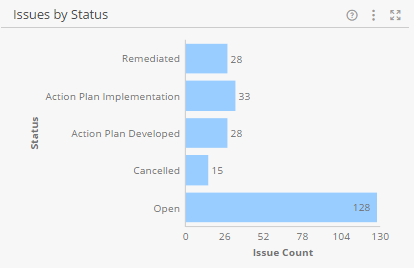 Issues by Status
Remediated 28
Action Plan Implementation 33
Action Plan Developed 28
Cancelled 15
Open 128
Status
0 26 52 78 104 130
Issue Count